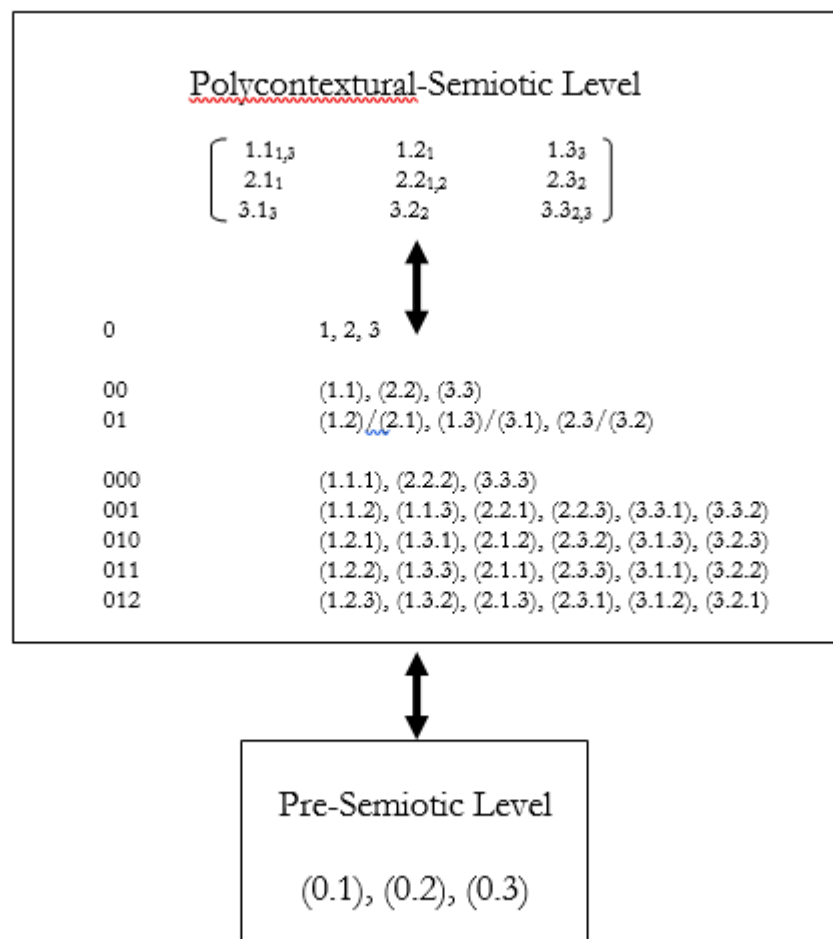 Polycontextural-Semiotic Level
1.1₁,₃ 1.2₁ 1.3₃
2.1₁ 2.2₁,₂ 2.3₂
3.1₃ 3.2₂ 3.3₂,₃
0 1, 2, 3
00 (1.1), (2.2), (3.3)
01 (1.2)/(2.1), (1.3)/(3.1), (2.3/(3.2)
000 (1.1.1), (2.2.2), (3.3.3)
001 (1.1.2), (1.1.3), (2.2.1), (2.2.3), (3.3.1), (3.3.2)
010 (1.2.1), (1.3.1), (2.1.2), (2.3.2), (3.1.3), (3.2.3)
011 (1.2.2), (1.3.3), (2.1.1), (2.3.3), (3.1.1), (3.2.2)
012 (1.2.3), (1.3.2), (2.1.3), (2.3.1), (3.1.2), (3.2.1)
Pre-Semiotic Level
(0.1), (0.2), (0.3)